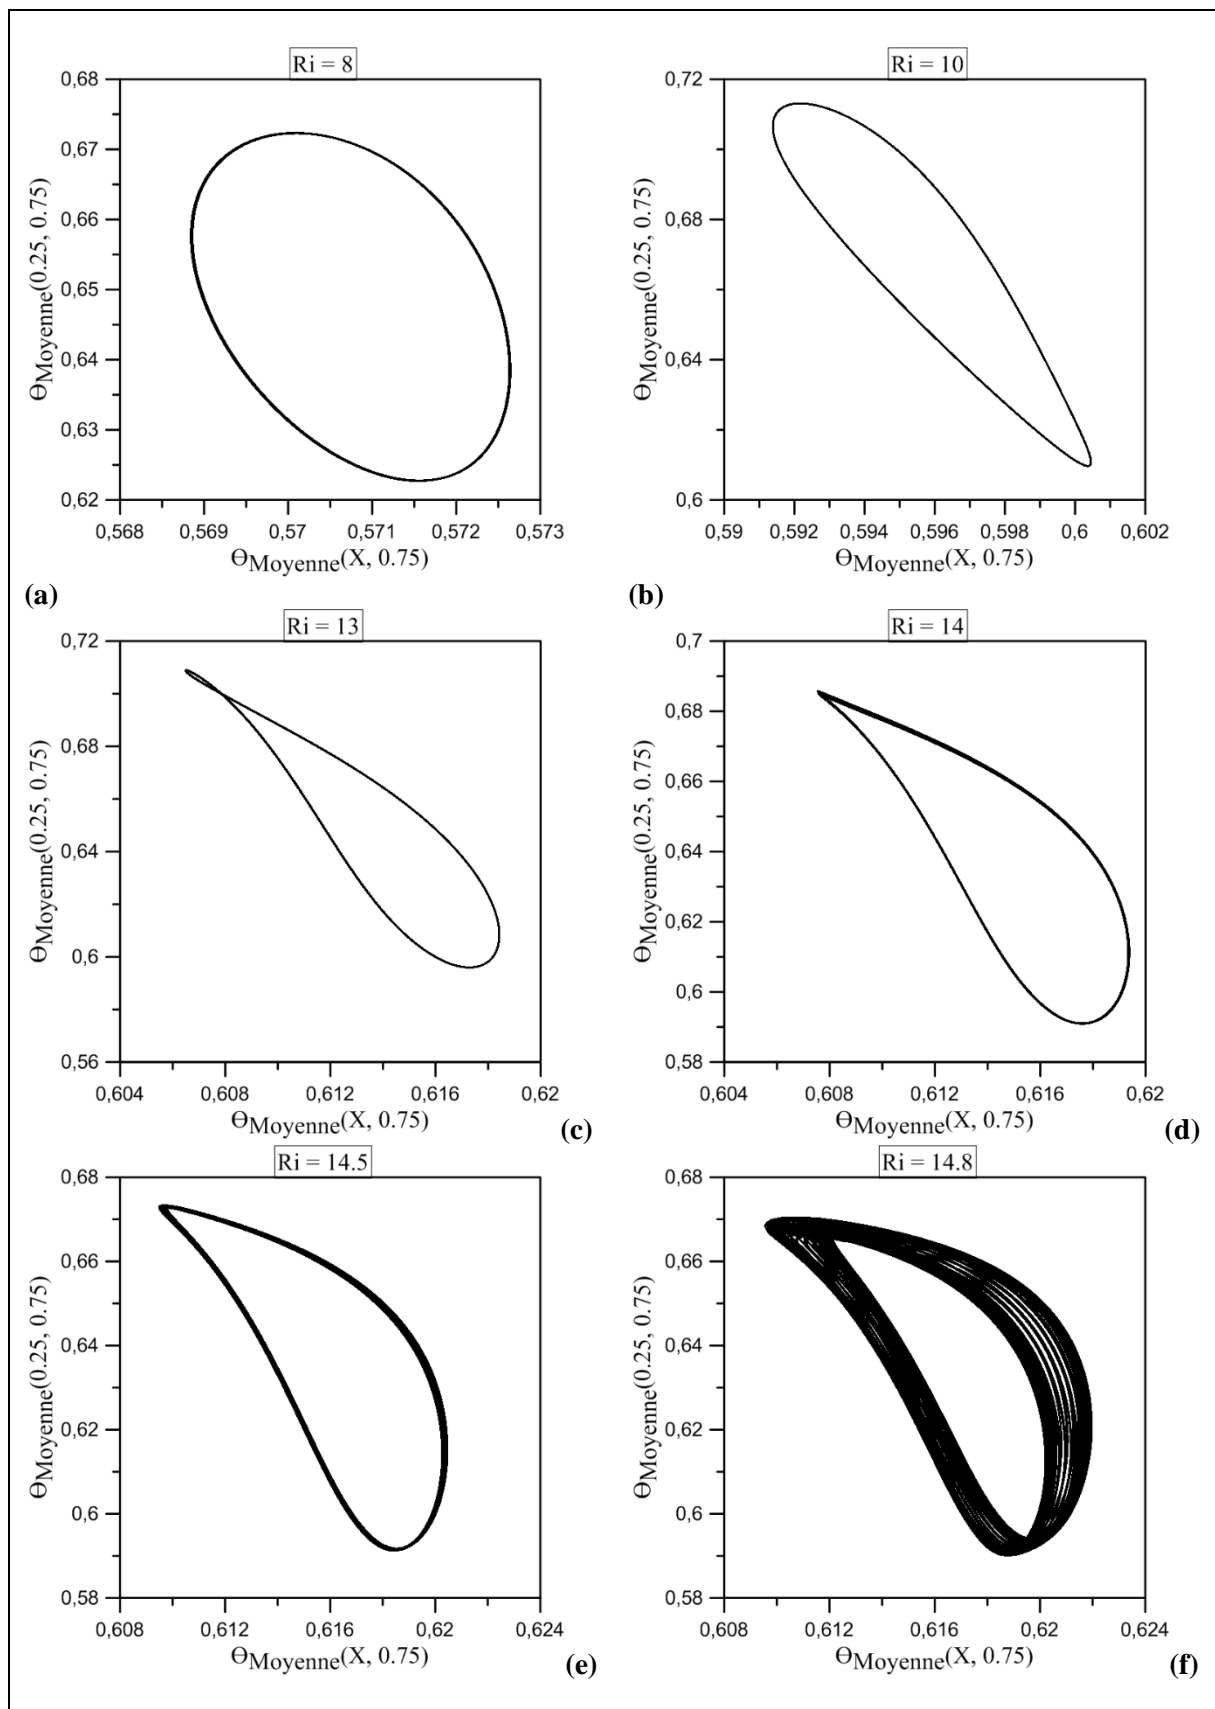 Ri = 8
0,68
0,67
0,66
0,65
0,64
0,63
0,62
ΘMoyenne(0.25, 0.75)
0,568
0,569
0,57
0,571
0,572
0,573
ΘMoyenne(X, 0.75)
(a)
Ri = 10
0,72
0,68
0,64
0,6
ΘMoyenne(0.25, 0.75)
0,59
0,592
0,594
0,596
0,598
0,6
0,602
ΘMoyenne(X, 0.75)
(b)
Ri = 13
0,72
0,68
0,64
0,6
0,56
ΘMoyenne(0.25, 0.75)
0,604
0,608
0,612
0,616
0,62
ΘMoyenne(X, 0.75)
(c)
Ri = 14
0,7
0,68
0,66
0,64
0,62
0,6
0,58
ΘMoyenne(0.25, 0.75)
0,604
0,608
0,612
0,616
0,62
ΘMoyenne(X, 0.75)
(d)
Ri = 14.5
0,68
0,66
0,64
0,62
0,6
0,58
ΘMoyenne(0.25, 0.75)
0,608
0,612
0,616
0,62
0,624
ΘMoyenne(X, 0.75)
(e)
Ri = 14.8
0,68
0,66
0,64
0,62
0,6
0,58
ΘMoyenne(0.25, 0.75)
0,608
0,612
0,616
0,62
0,624
ΘMoyenne(X, 0.75)
(f)